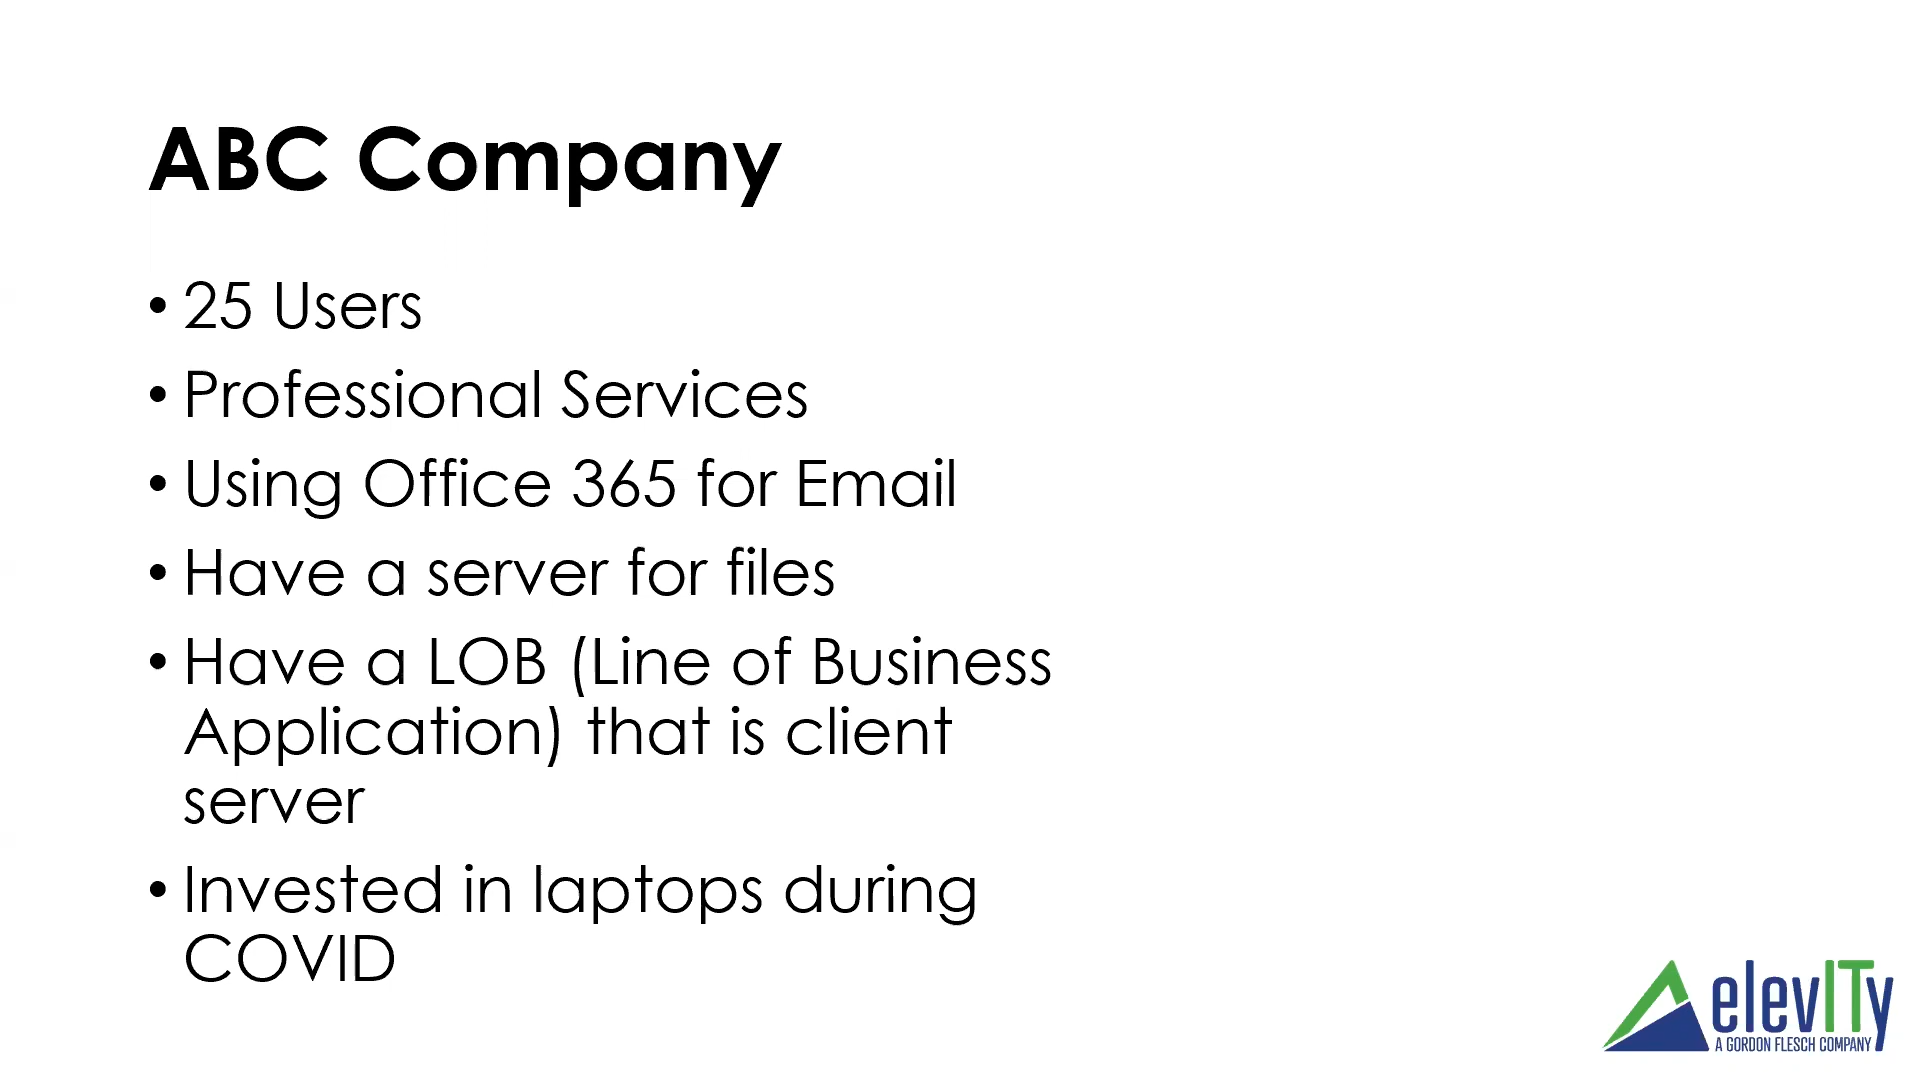 ABC Company
• 25 Users
• Professional Services
• Using Office 365 for Email
• Have a server for files
• Have a LOB (Line of Business
Application) that is client
server
• Invested in laptops during
COVID
elevITy
A GORDON FLESCH COMPANY